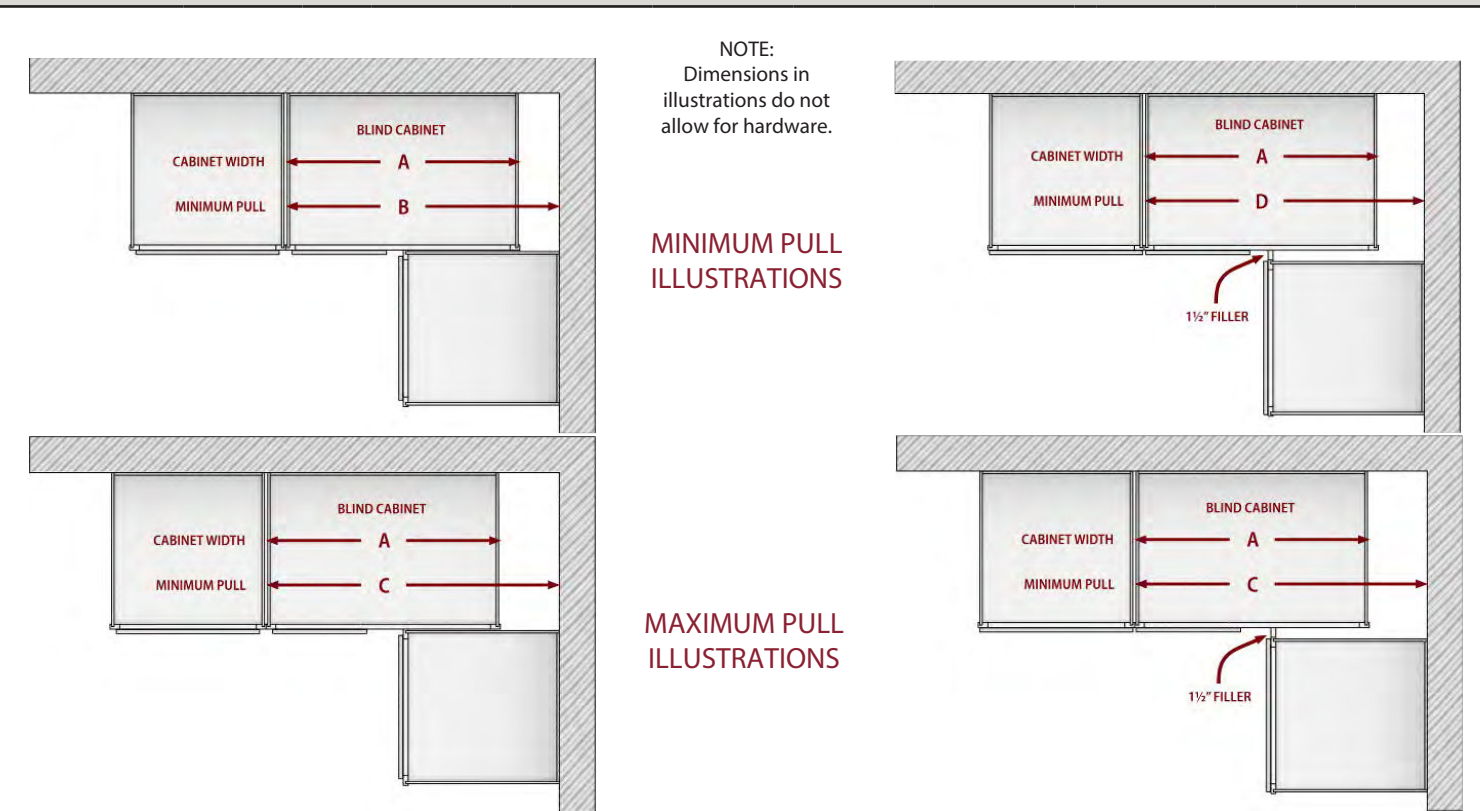 NOTE:
Dimensions in
illustrations do not
allow for hardware.
BLIND CABINET
CABINET WIDTH
A
MINIMUM PULL
B
MINIMUM PULL
ILLUSTRATIONS
BLIND CABINET
CABINET WIDTH
A
MINIMUM PULL
D
1½” FILLER
BLIND CABINET
CABINET WIDTH
A
MINIMUM PULL
C
MAXIMUM PULL
ILLUSTRATIONS
BLIND CABINET
CABINET WIDTH
A
MINIMUM PULL
C
1½” FILLER